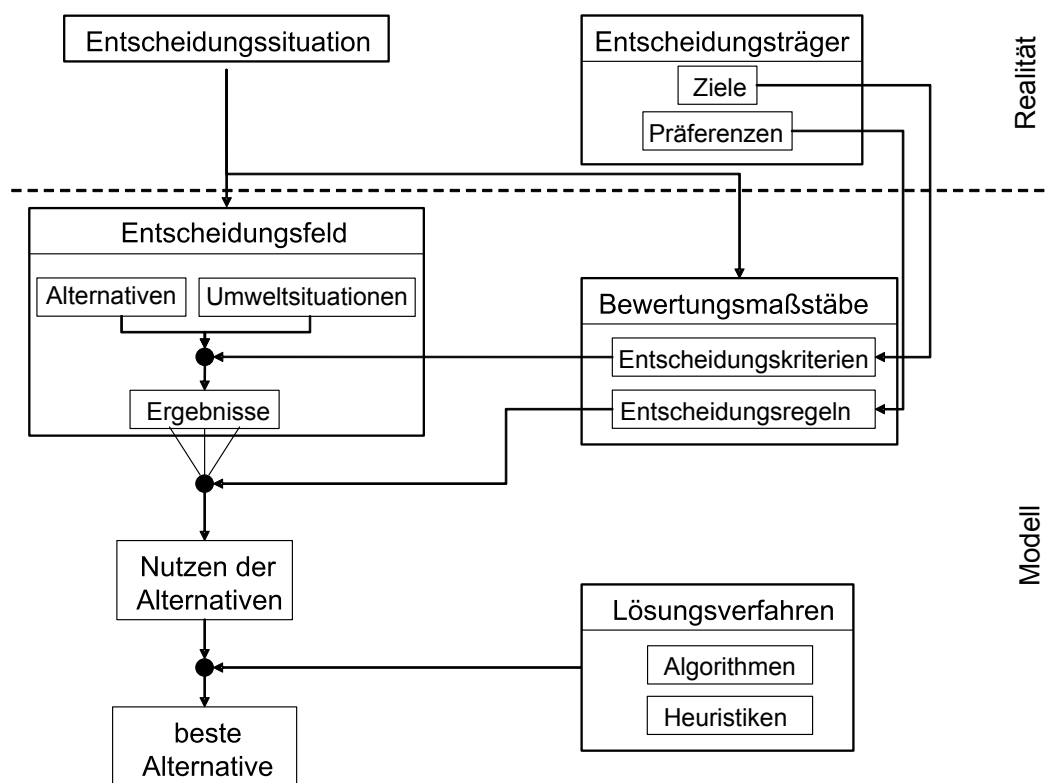 Entscheidungssituation
Entscheidungsträger
Ziele
Präferenzen
Realität
Entscheidungsfeld
Alternativen
Umweltsituationen
Ergebnisse
Bewertungsmaßstäbe
Entscheidungskriterien
Entscheidungsregeln
Modell
Nutzen der
Alternativen
Lösungsverfahren
Algorithmen
Heuristiken
beste
Alternative